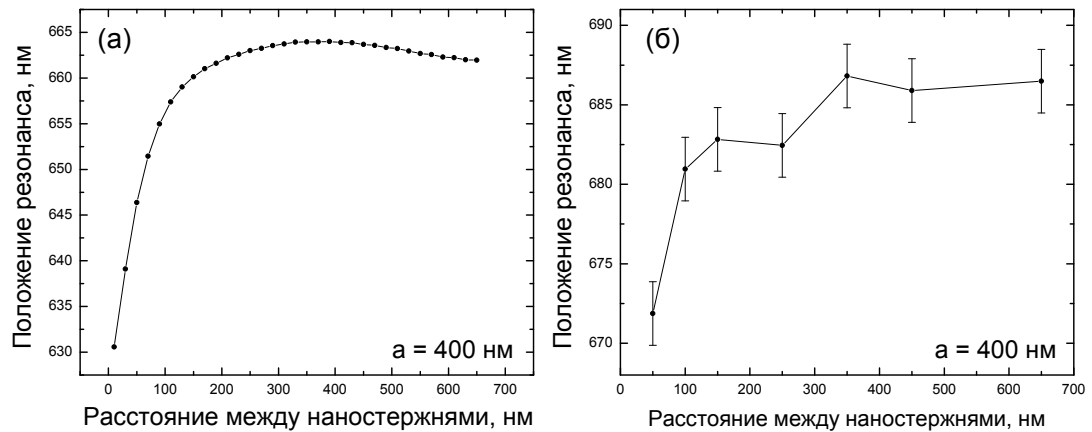 (а)
665
660
655
650
645
640
635
630
0 100 200 300 400 500 600 700
Положение резонанса, нм
Расстояние между наностержнями, нм
a = 400 нм
(б)
690
685
680
675
670
0 100 200 300 400 500 600 700
Положение резонанса, нм
Расстояние между наностержнями, нм
a = 400 нм